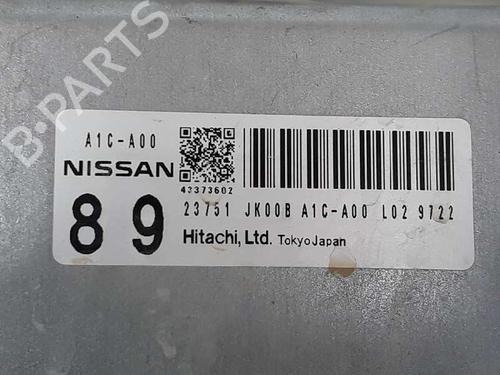 B-PARTS
A1C-A00
NISSAN
43373602
89
23751 JK00B A1C-A00 L02 9722
Hitachi, Ltd. Tokyo Japan